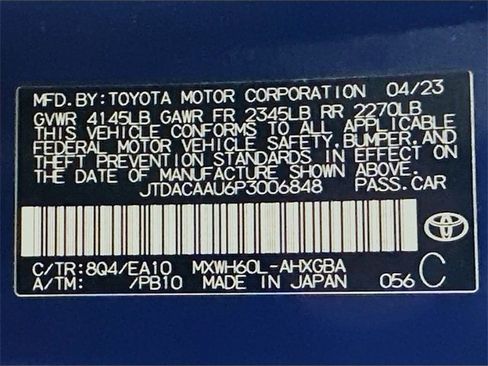 MFD.BY:TOYOTA MOTOR CORPORATION 04/23
GVWR 4145LB GAWR FR 2345LB RR 2270LB
THIS VEHICLE CONFORMS TO ALL APPLICABLE
FEDERAL MOTOR VEHICLE SAFETY,BUMPER,AND
THEFT PREVENTION STANDARDS IN EFFECT ON
THE DATE OF MANUFACTURE SHOWN ABOVE.
JTDACAAU6P3006848 PASS.CAR
C/TR:8Q4/EA10 MXWH60L-AHXGBA
A/TM: /PB10 MADE IN JAPAN 056 C